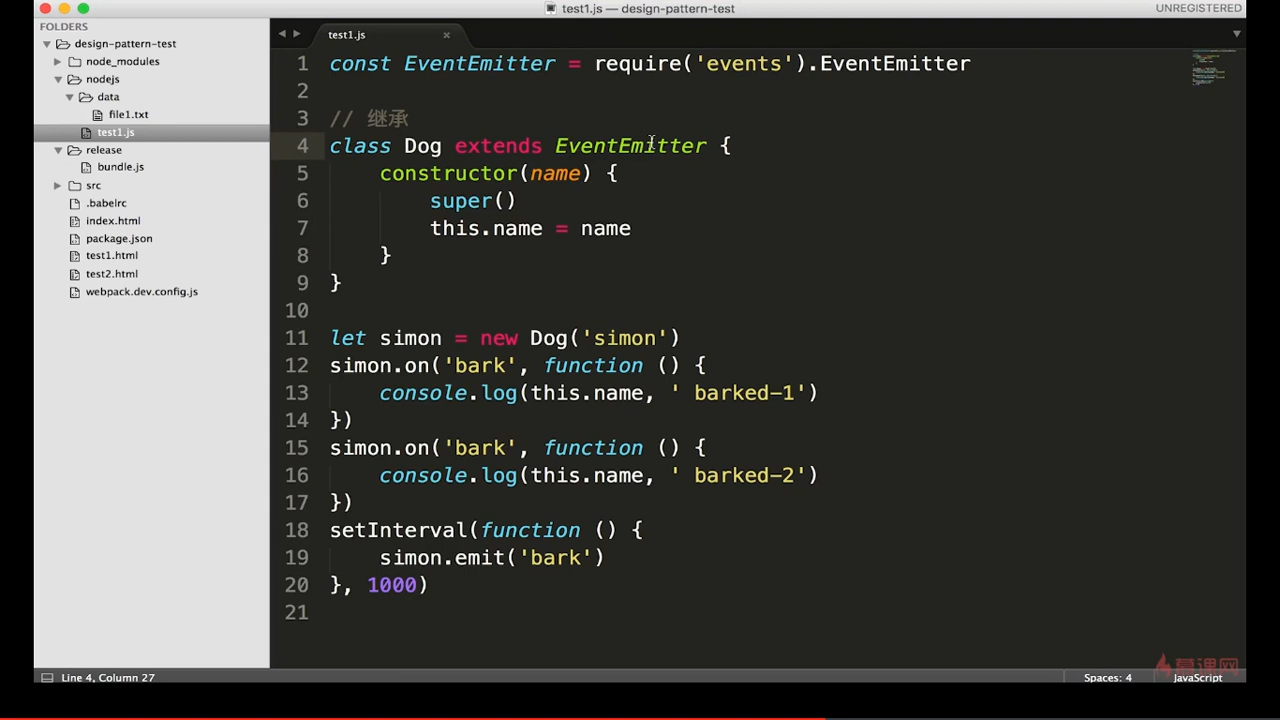 test1.js — design-pattern-test
UNREGISTERED
FOLDERS
design-pattern-test
node_modules
nodejs
data
file1.txt
test1.js
release
bundle.js
src
.babelrc
index.html
package.json
test1.html
test2.html
webpack.dev.config.js
test1.js ×
1 const EventEmitter = require('events').EventEmitter
2
3 // 继承
4 class Dog extends EventEmitter {
5 constructor(name) {
6 super()
7 this.name = name
8 }
9 }
10
11 let simon = new Dog('simon')
12 simon.on('bark', function () {
13 console.log(this.name, ' barked-1')
14 })
15 simon.on('bark', function () {
16 console.log(this.name, ' barked-2')
17 })
18 setInterval(function () {
19 simon.emit('bark')
20 }, 1000)
21
慕课网
Line 4, Column 27
Spaces: 4
JavaScript